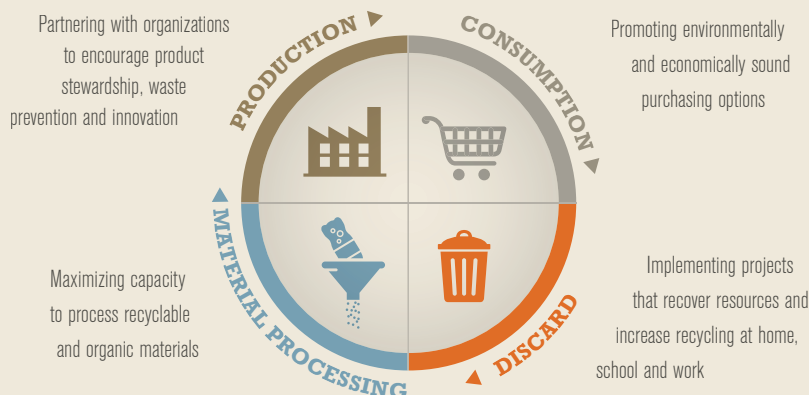 Partnering with organizations
to encourage product
stewardship, waste
prevention and innovation
PRODUCTION
CONSUMPTION
Promoting environmentally
and economically sound
purchasing options
Maximizing capacity
to process recyclable
and organic materials
MATERIAL PROCESSING
DISCARD
Implementing projects
that recover resources and
increase recycling at home,
school and work